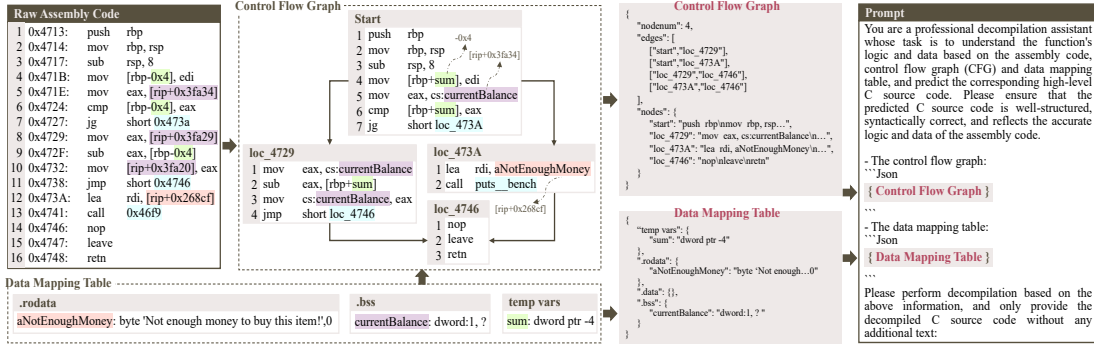 Raw Assembly Code
1 0x4713: push rbp
2 0x4714: mov rbp, rsp
3 0x4717: sub rsp, 8
4 0x471B: mov [rbp-0x4], edi
5 0x471E: mov eax, [rip+0x3fa34]
6 0x4724: cmp [rbp-0x4], eax
7 0x4727: jg short 0x473a
8 0x4729: mov eax, [rip+0x3fa29]
9 0x472F: sub eax, [rbp-0x4]
10 0x4732: mov [rip+0x3fa20], eax
11 0x4738: jmp short 0x4746
12 0x473A: lea rdi, [rip+0x268cf]
13 0x4741: call 0x46f9
14 0x4746: nop
15 0x4747: leave
16 0x4748: retn
Control Flow Graph
Start
1 push rbp
2 mov rbp, rsp
3 sub rsp, 8
4 mov [rbp+sum], edi
5 mov eax, cs:currentBalance
6 cmp [rbp+sum], eax
7 jg short loc_473A
-0x4
[rip+0x3fa34]
loc_4729
1 mov eax, cs:currentBalance
2 sub eax, [rbp+sum]
3 mov cs:currentBalance, eax
4 jmp short loc_4746
loc_473A
1 lea rdi, aNotEnoughMoney
2 call puts__bench
[rip+0x268cf]
loc_4746
1 nop
2 leave
3 retn
Data Mapping Table
.rodata
aNotEnoughMoney: byte 'Not enough money to buy this item!',0
.bss
currentBalance: dword:1, ?
temp vars
sum: dword ptr -4
Control Flow Graph
{
"nodenum": 4,
"edges": [
["start","loc_4729"],
["start","loc_473A"],
["loc_4729","loc_4746"],
["loc_473A","loc_4746"]
],
"nodes": {
"start": "push rbp\nmov rbp, rsp…",
"loc_4729": "mov eax, cs:currentBalance\n…",
"loc_473A": "lea rdi, aNotEnoughMoney\n…",
"loc_4746": "nop\nleave\nretn"
}
}
Data Mapping Table
{
"temp vars": {
"sum": "dword ptr -4"
},
".rodata": {
"aNotEnoughMoney": "byte 'Not enough…0"
},
".data": {},
".bss": {
"currentBalance": "dword:1, ? "
}
}
Prompt
You are a professional decompilation assistant
whose task is to understand the function's
logic and data based on the assembly code,
control flow graph (CFG) and data mapping
table, and predict the corresponding high-level
C source code. Please ensure that the
predicted C source code is well-structured,
syntactically correct, and reflects the accurate
logic and data of the assembly code.
- The control flow graph:
```Json
{ Control Flow Graph }
```
- The data mapping table:
```Json
{ Data Mapping Table }
```
Please perform decompilation based on the
above information, and only provide the
decompiled C source code without any
additional text: